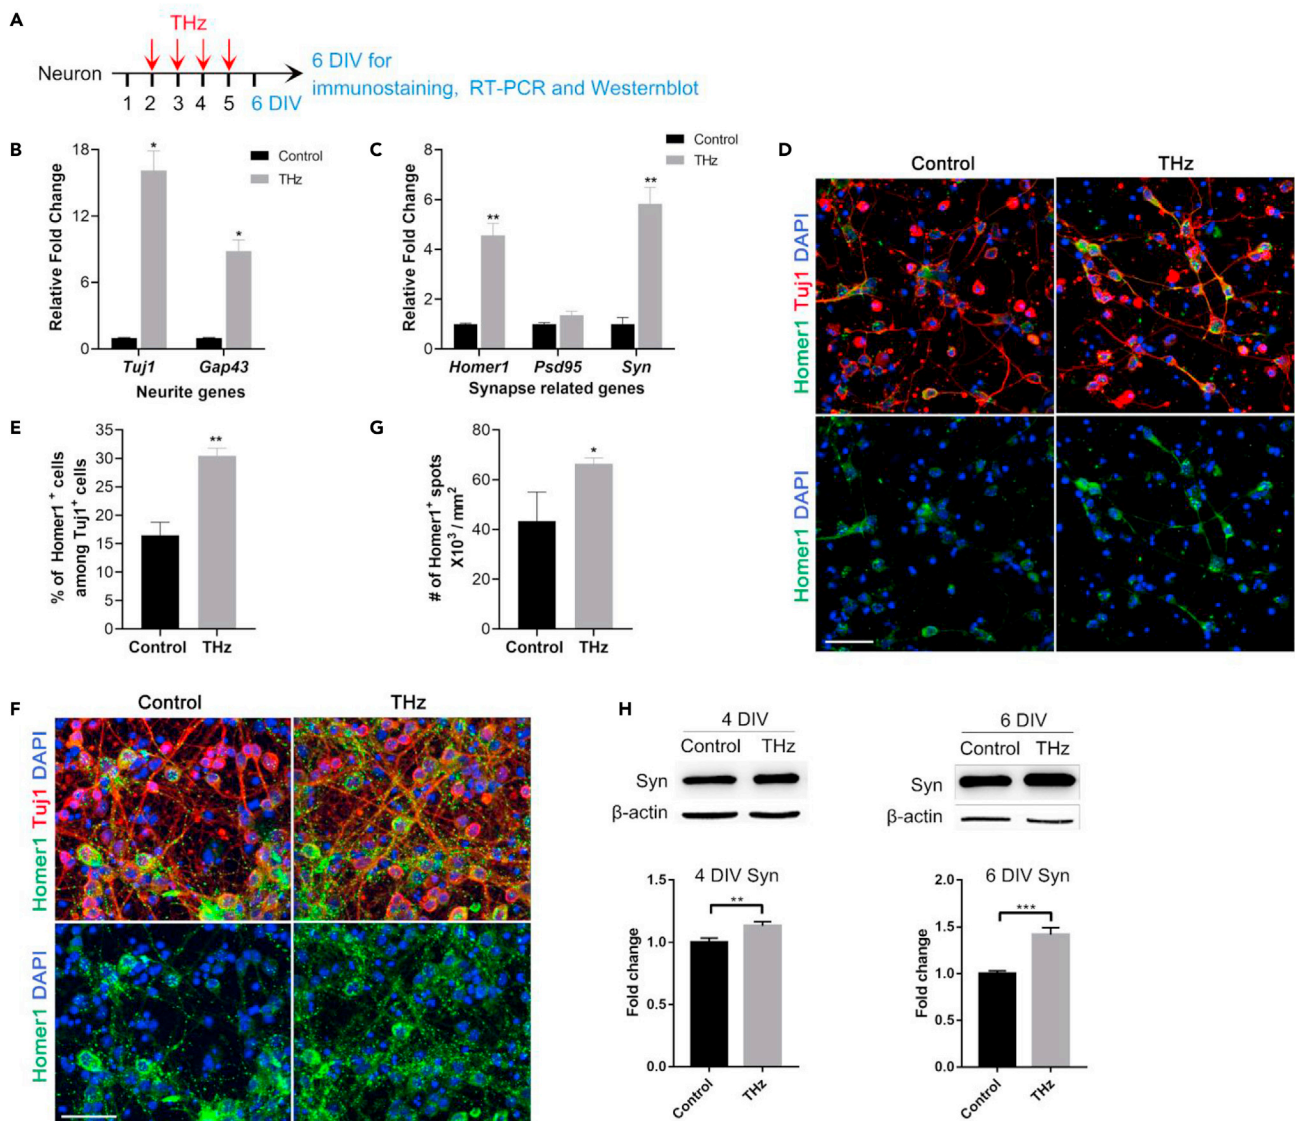 A
THz
Neuron
1 2 3 4 5 6 DIV
6 DIV for
immunostaining, RT-PCR and Westernblot
B
Relative Fold Change
18
12
6
0
*
*
Control
THz
Tuj1 Gap43
Neurite genes
C
Relative Fold Change
8
6
4
2
0
**
**
Control
THz
Homer1 Psd95 Syn
Synapse related genes
D
Control THz
Homer1 Tuj1 DAPI
Homer1 DAPI
E
% of Homer1+ cells
among Tuj1+ cells
35
30
25
20
15
10
5
0
**
Control THz
G
# of Homer1+ spots
X10³ / mm²
80
60
40
20
0
*
Control THz
F
Control THz
Homer1 Tuj1 DAPI
Homer1 DAPI
H
4 DIV
Control THz
Syn
β-actin
6 DIV
Control THz
Syn
β-actin
4 DIV Syn
Fold change
1.5
1.0
0.5
0.0
**
Control THz
6 DIV Syn
Fold change
2.0
1.5
1.0
0.5
0.0
***
Control THz